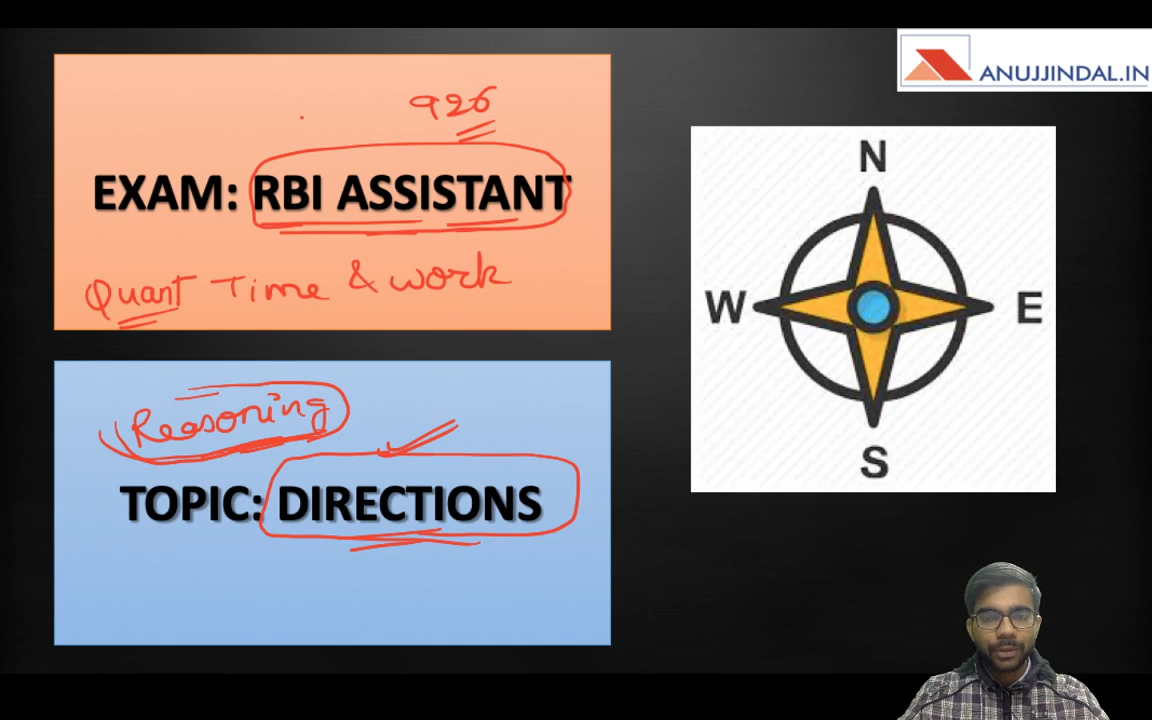 ANUJJINDAL.IN
926
EXAM: RBI ASSISTANT
Quant Time & work
Reasoning
TOPIC: DIRECTIONS
N
W E
S